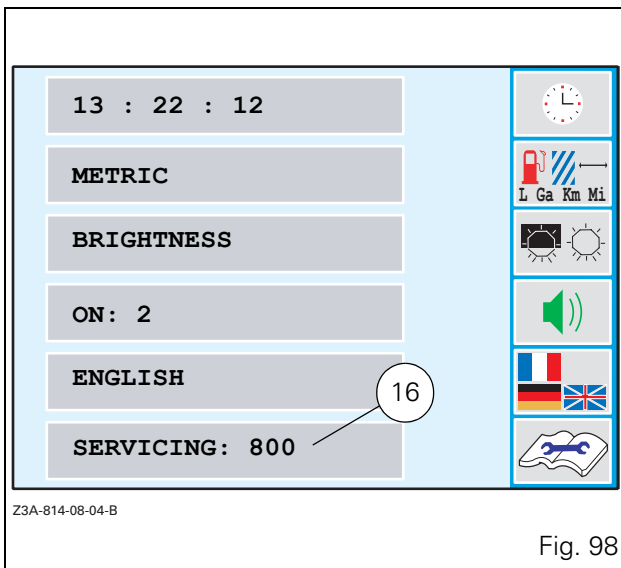 13 : 22 : 12
METRIC
L Ga Km Mi
BRIGHTNESS
ON: 2
ENGLISH
16
SERVICING: 800
Z3A-814-08-04-B
Fig. 98